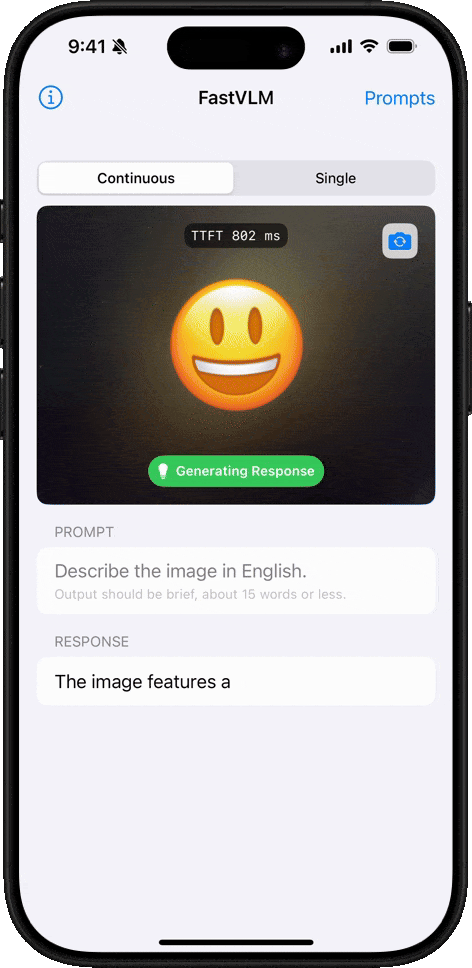 9:41
FastVLM
Prompts
Continuous
Single
TTFT 802 ms
Generating Response
PROMPT
Describe the image in English.
Output should be brief, about 15 words or less.
RESPONSE
The image features a